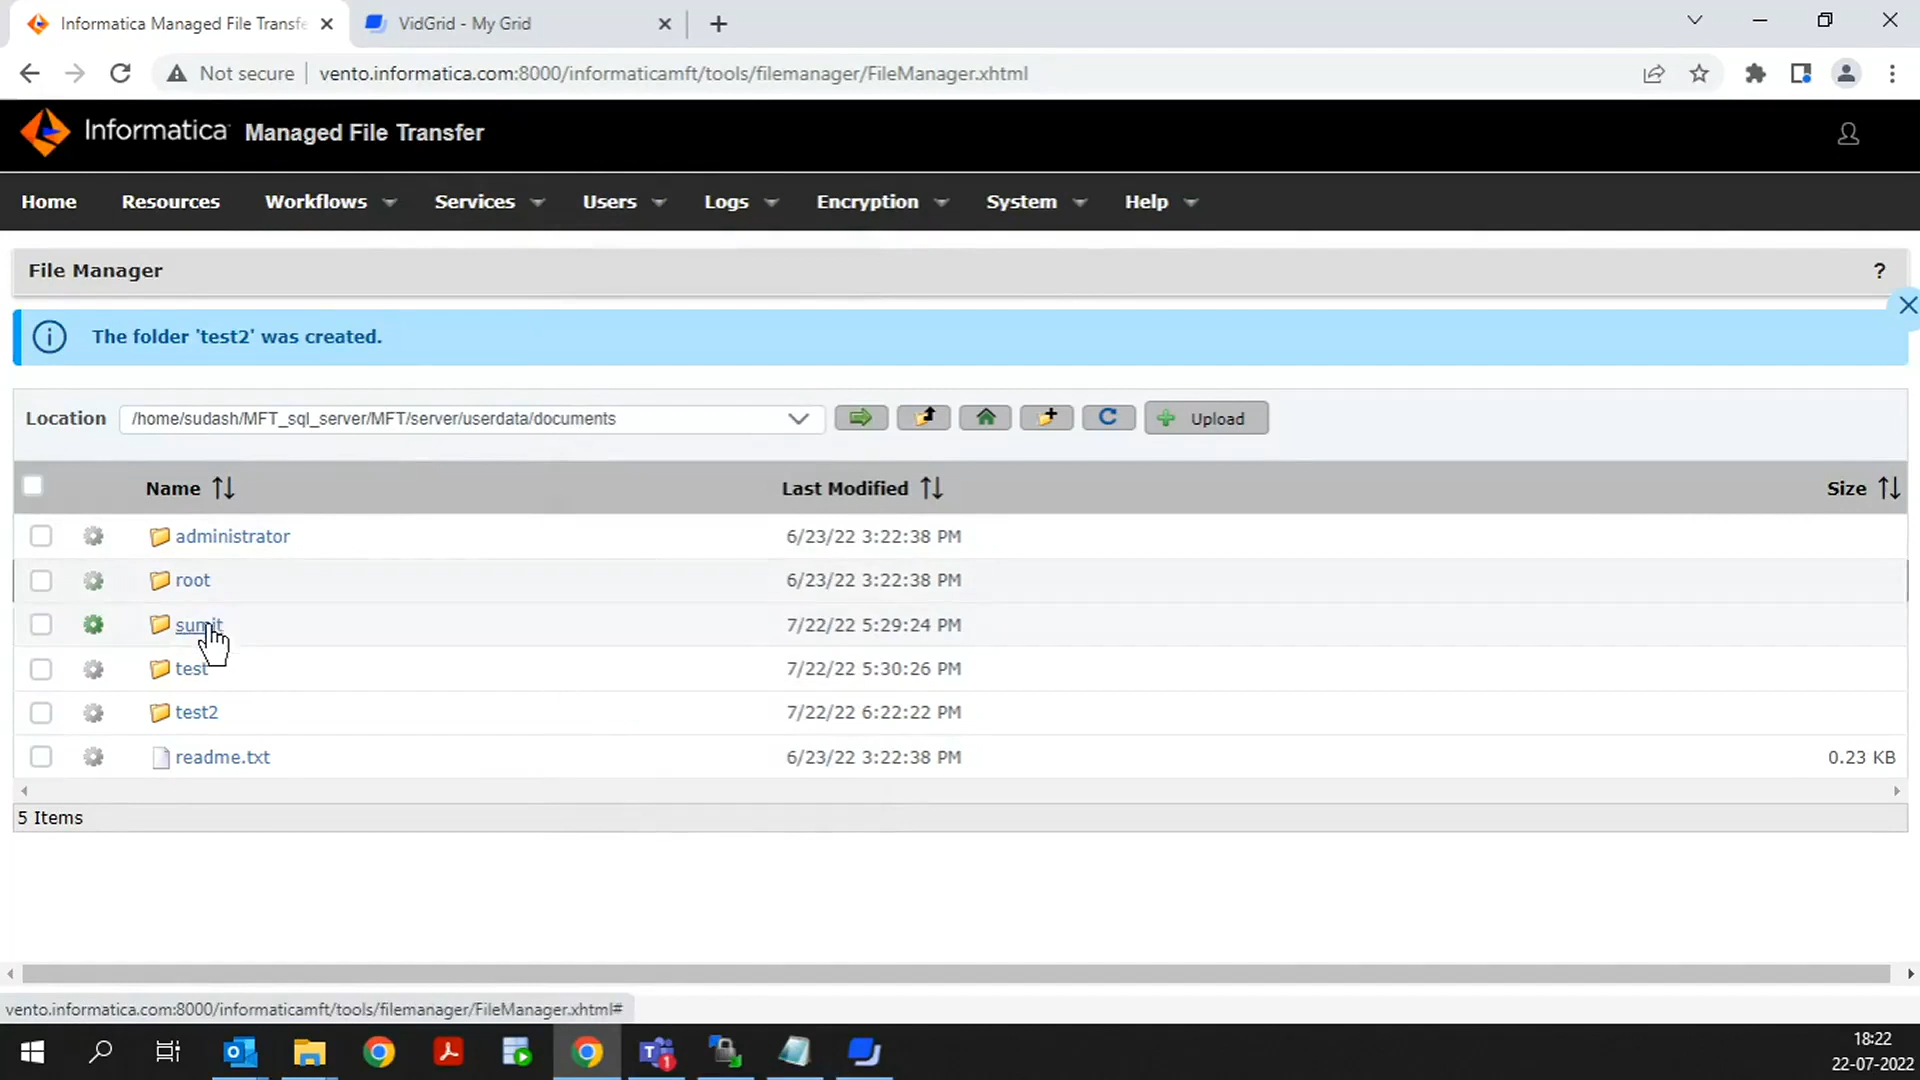 Informatica Managed File Transfe
VidGrid - My Grid
Not secure
vento.informatica.com:8000/informaticamft/tools/filemanager/FileManager.xhtml
Informatica Managed File Transfer
Home Resources Workflows Services Users Logs Encryption System Help
File Manager
?
The folder 'test2' was created.
Location /home/sudash/MFT_sql_server/MFT/server/userdata/documents Upload
Name Last Modified Size
administrator 6/23/22 3:22:38 PM
root 6/23/22 3:22:38 PM
sumit 7/22/22 5:29:24 PM
test 7/22/22 5:30:26 PM
test2 7/22/22 6:22:22 PM
readme.txt 6/23/22 3:22:38 PM 0.23 KB
5 Items
vento.informatica.com:8000/informaticamft/tools/filemanager/FileManager.xhtml#
1
18:22
22-07-2022